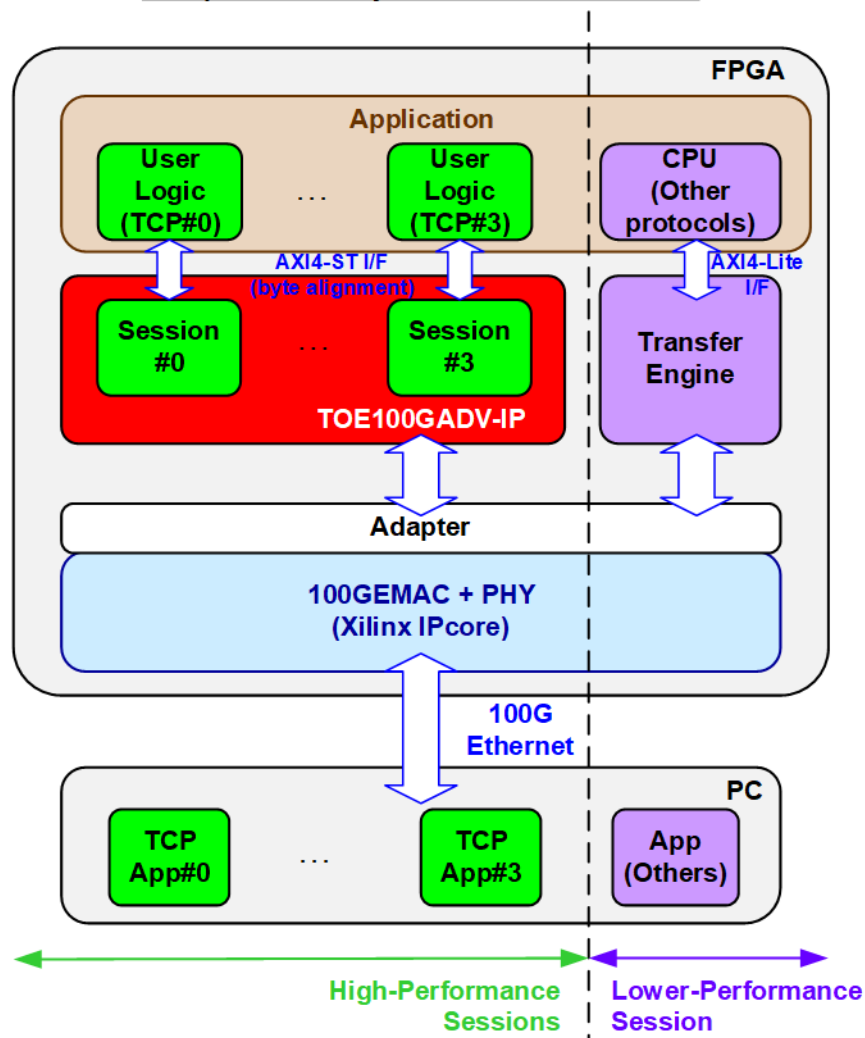 FPGA
Application
User
Logic
(TCP#0)
...
User
Logic
(TCP#3)
CPU
(Other
protocols)
AXI4-ST I/F
(byte alignment)
AXI4-Lite
I/F
Session
#0
...
Session
#3
TOE100GADV-IP
Transfer
Engine
Adapter
100GEMAC + PHY
(Xilinx IPcore)
100G
Ethernet
PC
TCP
App#0
...
TCP
App#3
App
(Others)
High-Performance
Sessions
Lower-Performance
Session